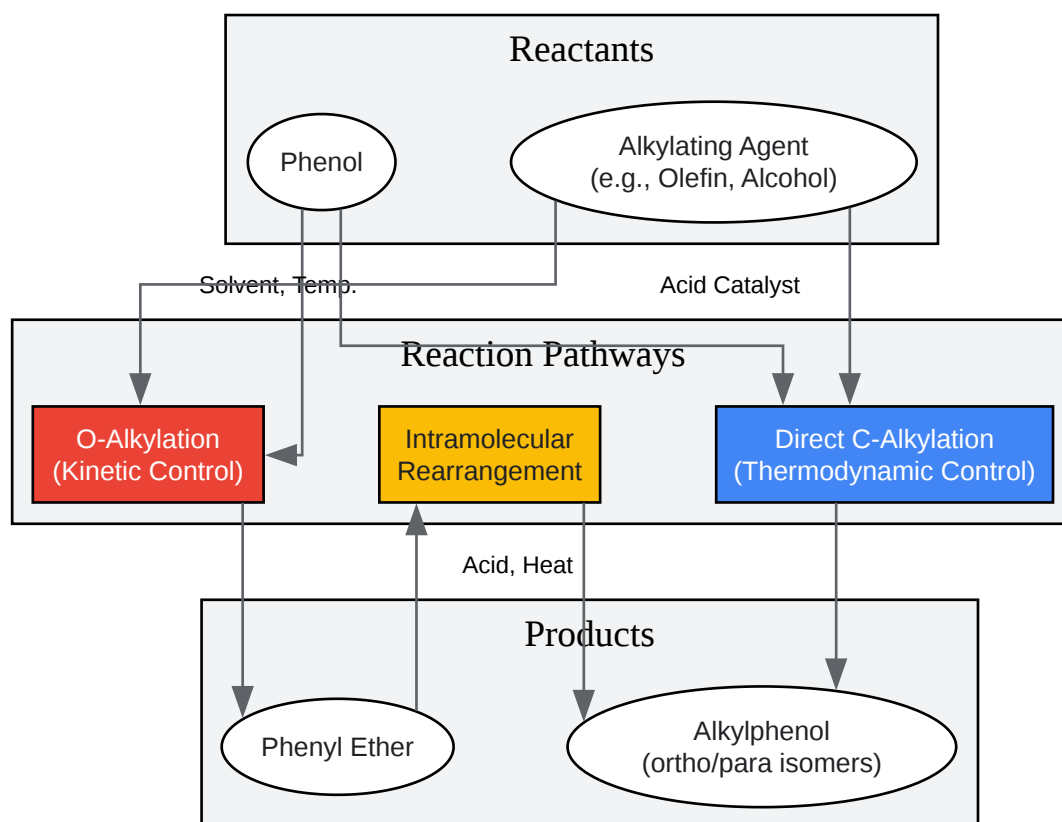 Reactants
Phenol
Alkylating Agent
(e.g., Olefin, Alcohol)
Solvent, Temp.
Acid Catalyst
Reaction Pathways
O-Alkylation
(Kinetic Control)
Intramolecular
Rearrangement
Direct C-Alkylation
(Thermodynamic Control)
Acid, Heat
Products
Phenyl Ether
Alkylphenol
(ortho/para isomers)